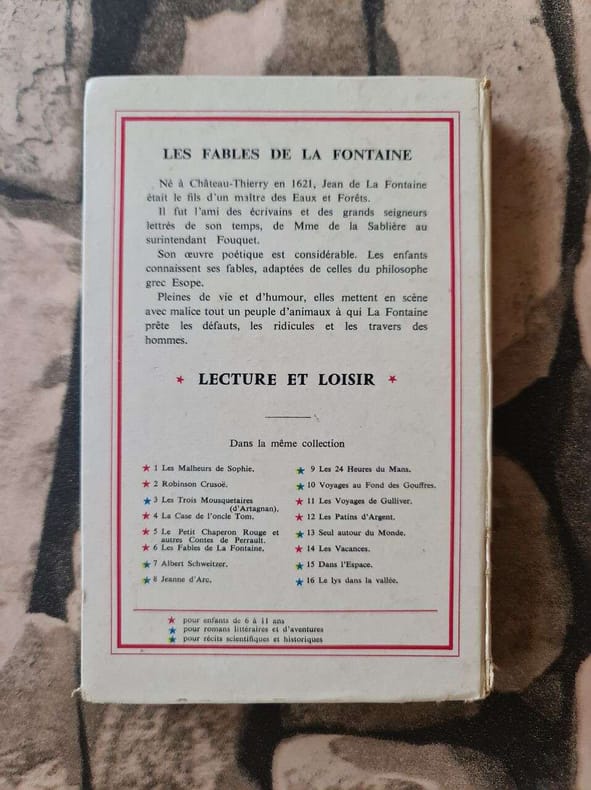 LES FABLES DE LA FONTAINE
Né à Château-Thierry en 1621, Jean de La Fontaine
était le fils d'un maître des Eaux et Forêts.
Il fut l'ami des écrivains et des grands seigneurs
lettrés de son temps, de Mme de la Sablière au
surintendant Fouquet.
Son œuvre poétique est considérable. Les enfants
connaissent ses fables, adaptées de celles du philosophe
grec Esope.
Pleines de vie et d'humour, elles mettent en scène
avec malice tout un peuple d'animaux à qui La Fontaine
prête les défauts, les ridicules et les travers des
hommes.
★ LECTURE ET LOISIR ★
Dans la même collection
★ 1 Les Malheurs de Sophie.
★ 2 Robinson Crusoë.
★ 3 Les Trois Mousquetaires
(d'Artagnan).
★ 4 La Case de l'oncle Tom.
★ 5 Le Petit Chaperon Rouge et
autres Contes de Perrault.
★ 6 Les Fables de La Fontaine.
★ 7 Albert Schweitzer.
★ 8 Jeanne d'Arc.
★ 9 Les 24 Heures du Mans.
★ 10 Voyages au Fond des Gouffres.
★ 11 Les Voyages de Gulliver.
★ 12 Les Patins d'Argent.
★ 13 Seul autour du Monde.
★ 14 Les Vacances.
★ 15 Dans l'Espace.
★ 16 Le lys dans la vallée.
★ pour enfants de 6 à 11 ans
★ pour romans littéraires et d'aventures
★ pour récits scientifiques et historiques